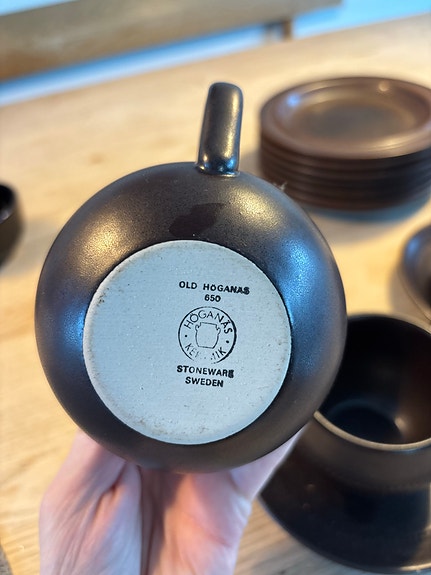 OLD HOGANAS
650
HÖGANÄS
KERAMIK
STONEWARE
SWEDEN